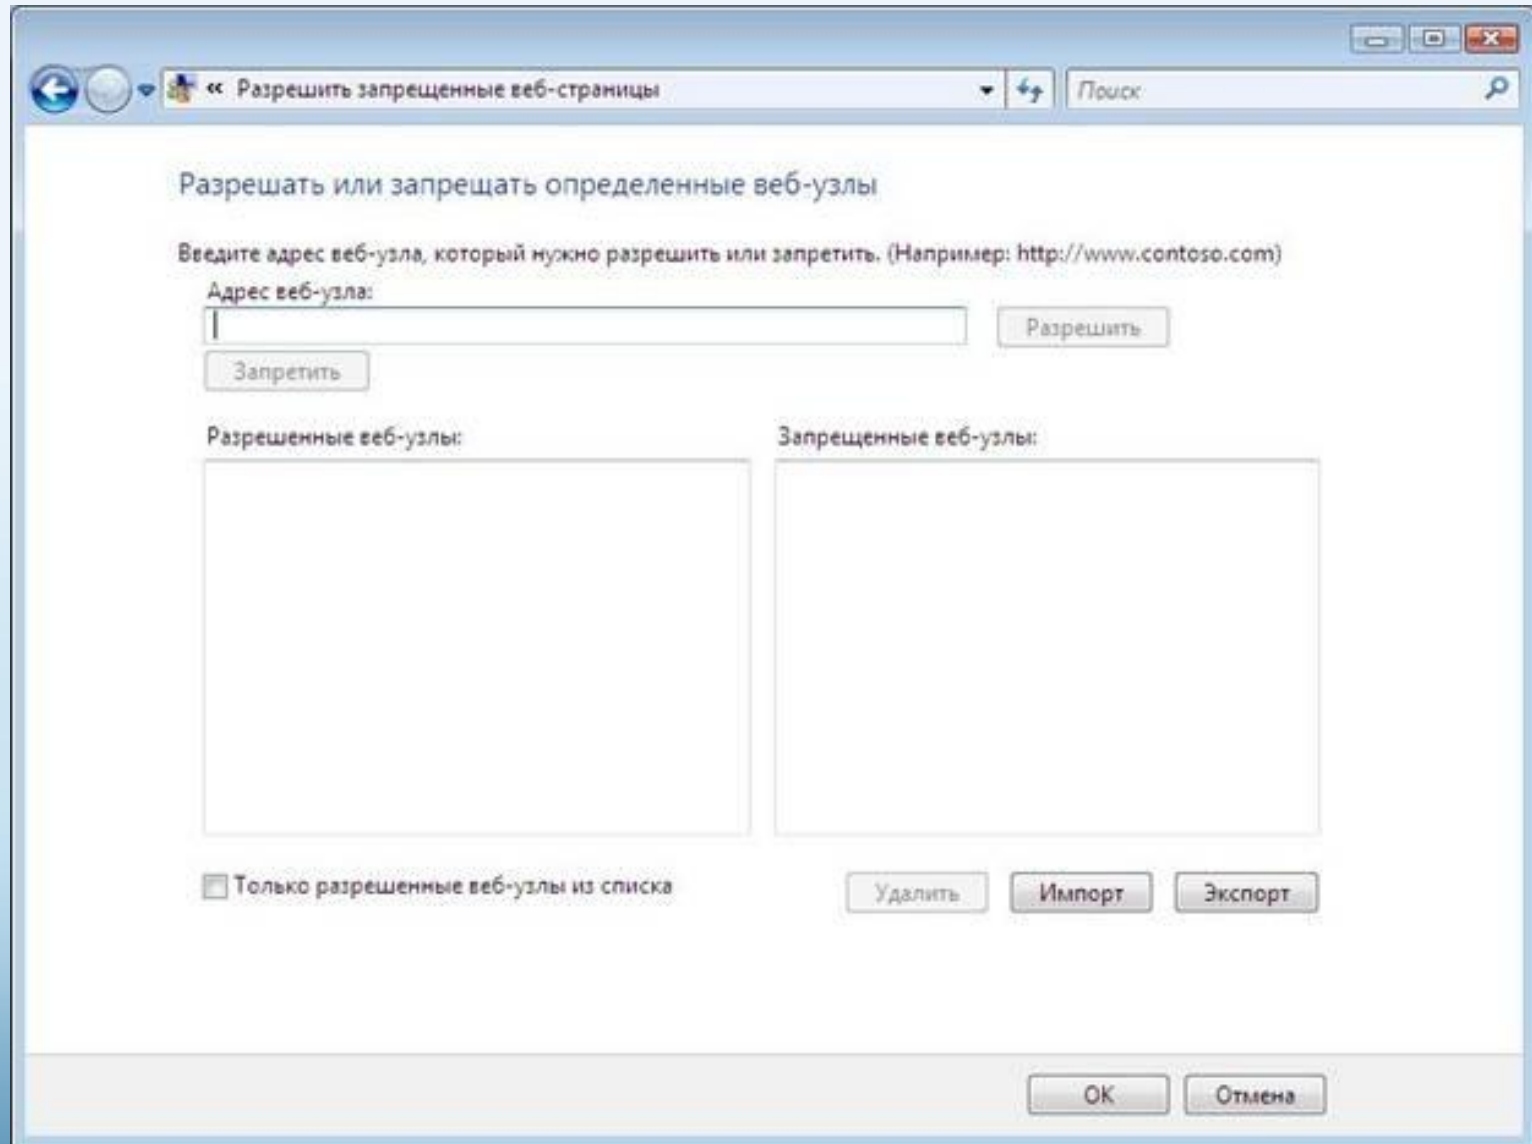 « Разрешить запрещенные веб-страницы
Поиск
Разрешать или запрещать определенные веб-узлы
Введите адрес веб-узла, который нужно разрешить или запретить. (Например: http://www.contoso.com)
Адрес веб-узла:
Разрешить
Запретить
Разрешенные веб-узлы: Запрещенные веб-узлы:
Только разрешенные веб-узлы из списка
Удалить Импорт Экспорт
ОК Отмена